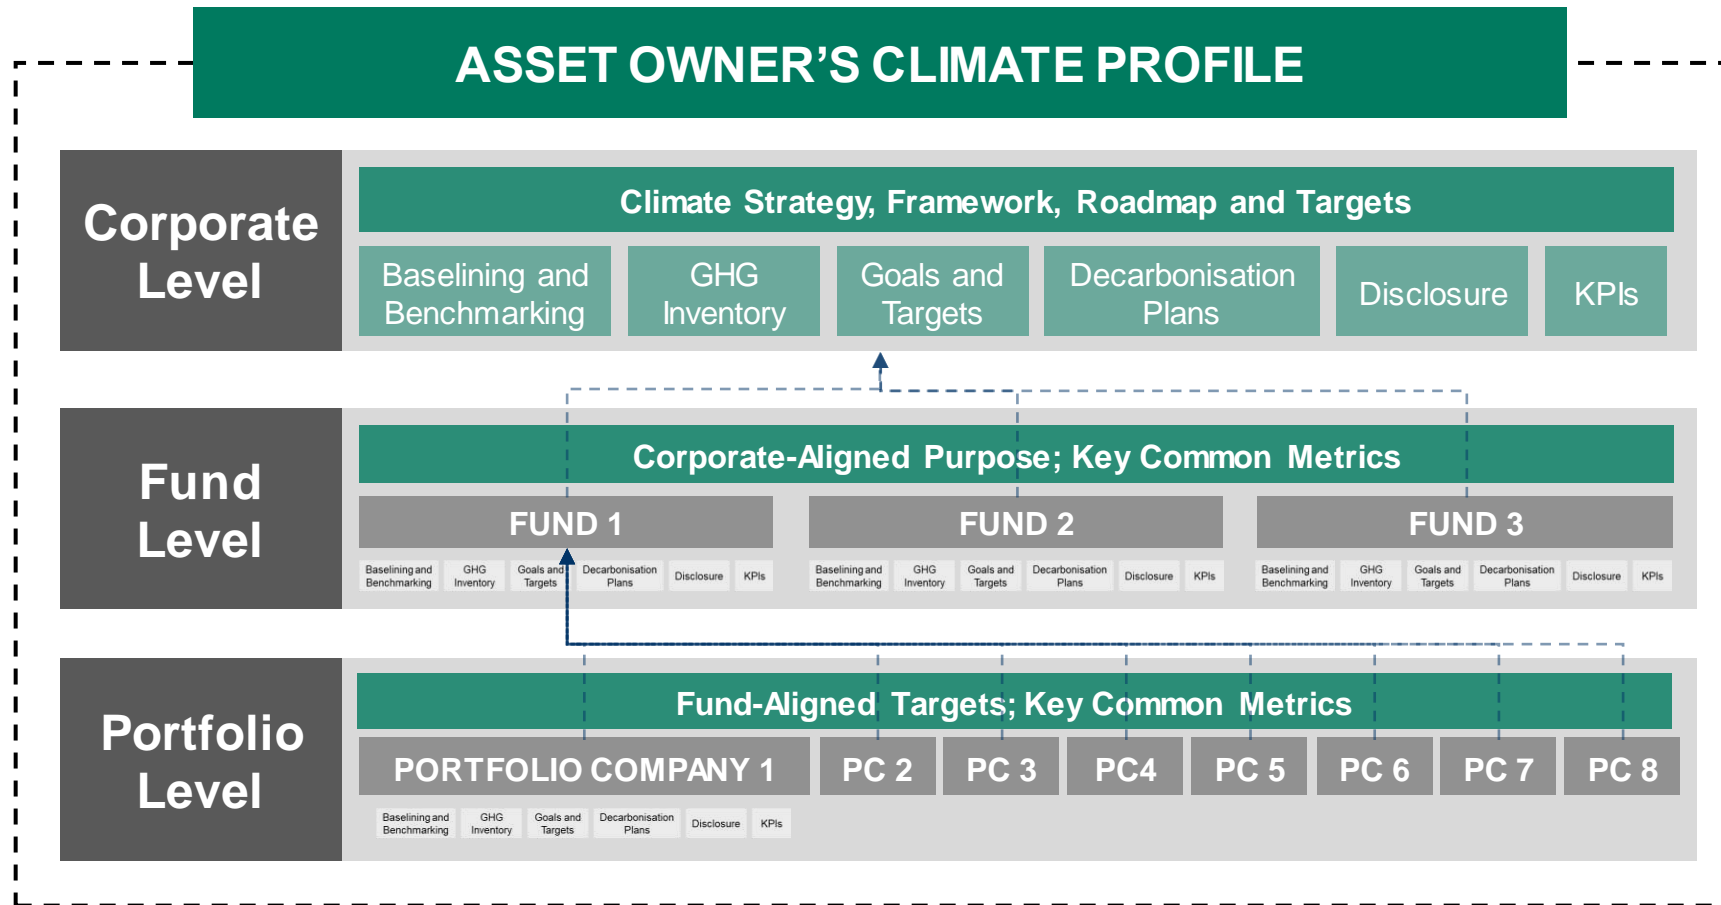 ASSET OWNER’S CLIMATE PROFILE
Corporate
Level
Climate Strategy, Framework, Roadmap and Targets
Baselining and
Benchmarking
GHG
Inventory
Goals and
Targets
Decarbonisation
Plans
Disclosure
KPIs
Fund
Level
Corporate-Aligned Purpose; Key Common Metrics
FUND 1
Baselining and
Benchmarking
GHG
Inventory
Goals and
Targets
Decarbonisation
Plans
Disclosure
KPIs
FUND 2
Baselining and
Benchmarking
GHG
Inventory
Goals and
Targets
Decarbonisation
Plans
Disclosure
KPIs
FUND 3
Baselining and
Benchmarking
GHG
Inventory
Goals and
Targets
Decarbonisation
Plans
Disclosure
KPIs
Portfolio
Level
Fund-Aligned Targets; Key Common Metrics
PORTFOLIO COMPANY 1
PC 2
PC 3
PC4
PC 5
PC 6
PC 7
PC 8
Baselining and
Benchmarking
GHG
Inventory
Goals and
Targets
Decarbonisation
Plans
Disclosure
KPIs